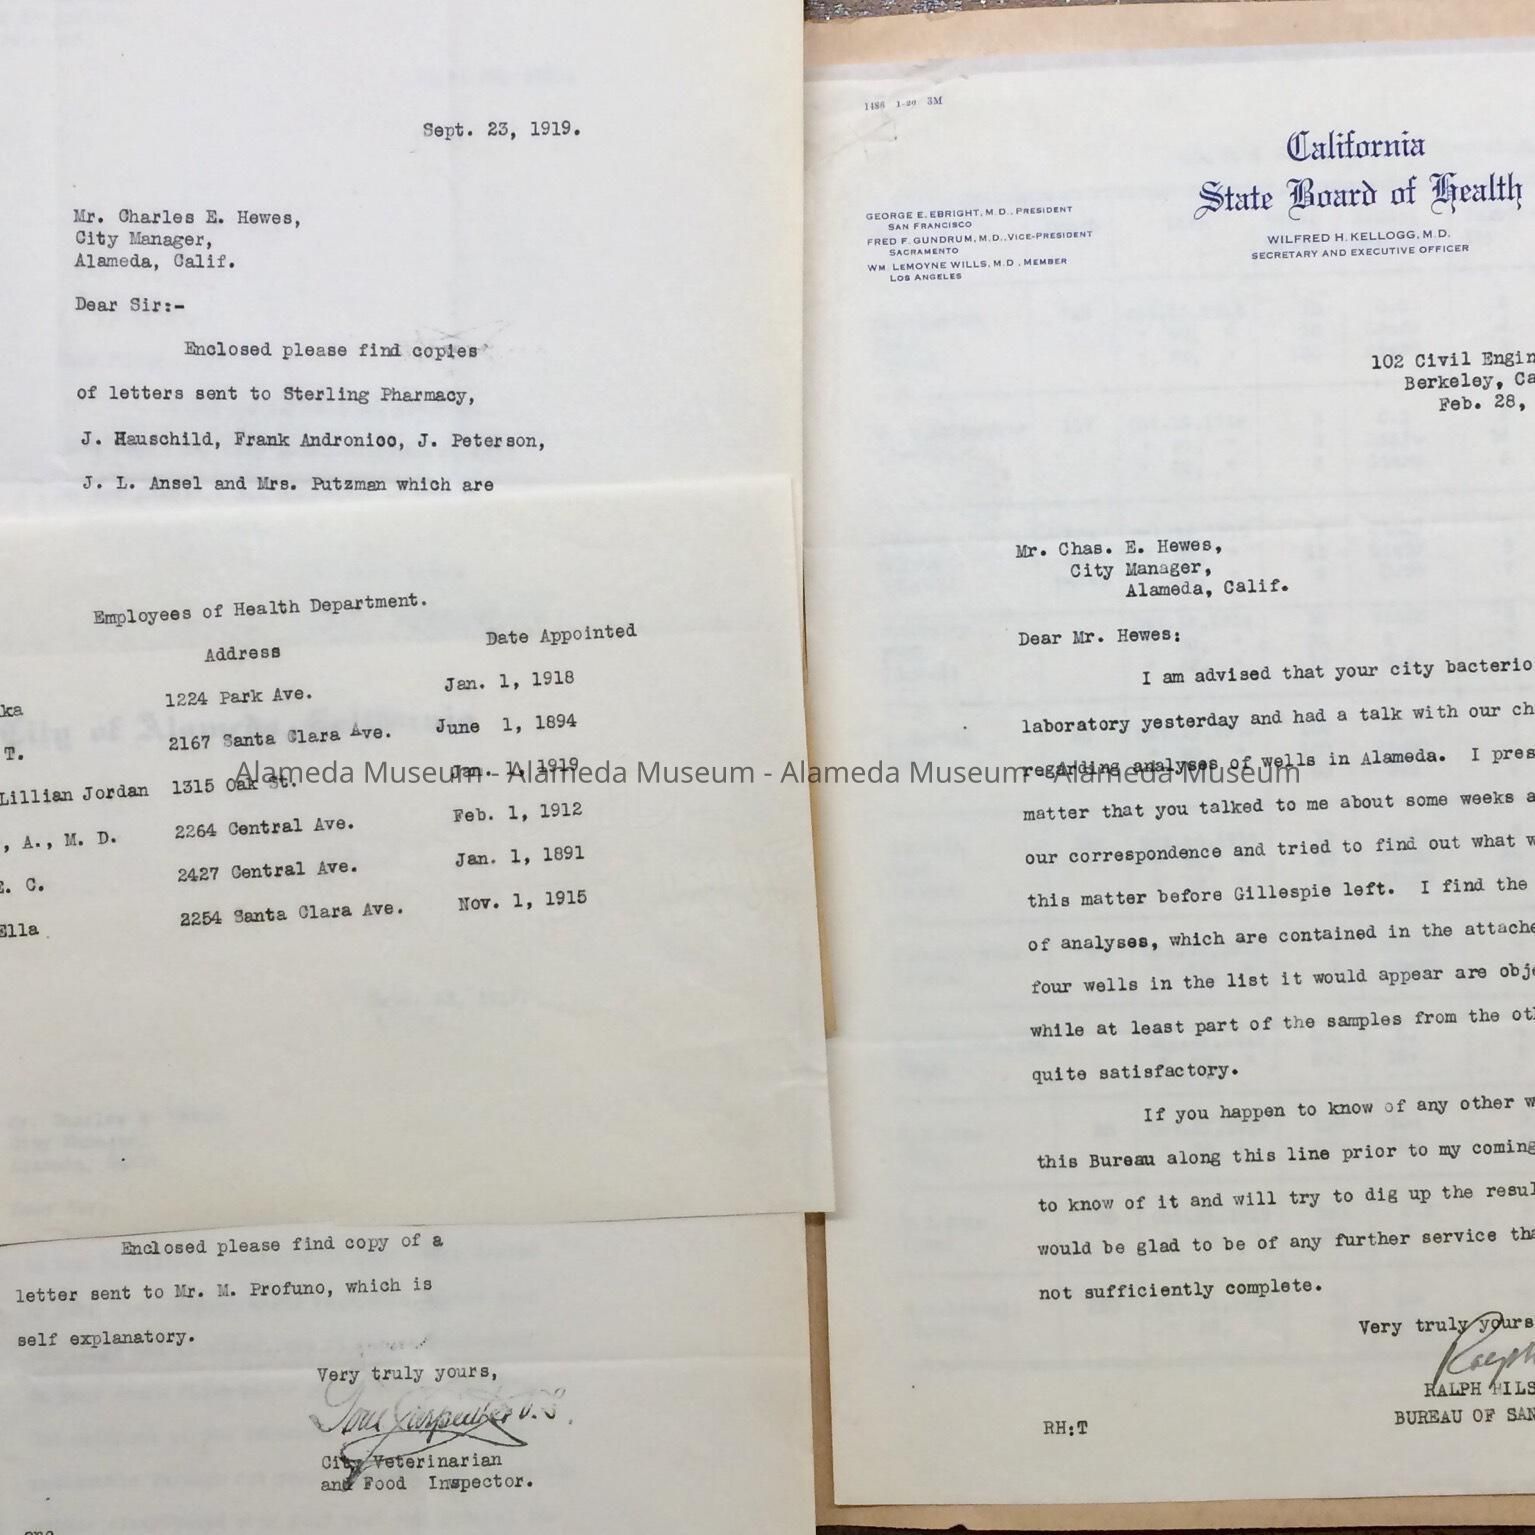 Sept. 23, 1919.
Mr. Charles E. Hewes,
City Manager,
Alameda, Calif.
Dear Sir:-
Enclosed please find copies
of letters sent to Sterling Pharmacy,
J. Hauschild, Frank Andronico, J. Peterson,
J. L. Ansel and Mrs. Putzman which are
Employees of Health Department.
Address Date Appointed
ka 1224 Park Ave. Jan. 1, 1918
T. 2167 Santa Clara Ave. June 1, 1894
Lillian Jordan 1315 Oak St. Jan. 1, 1919
, A., M. D. 2264 Central Ave. Feb. 1, 1912
E. C. 2427 Central Ave. Jan. 1, 1891
Ella 2254 Santa Clara Ave. Nov. 1, 1915
Alameda Museum - Alameda Museum - Alameda Museum - Alameda Museum
Enclosed please find copy of a
letter sent to Mr. M. Profuno, which is
self explanatory.
Very truly yours,
City Veterinarian
and Food Inspector.
1486 1-20 3M
California
State Board of Health
GEORGE E. EBRIGHT, M.D., PRESIDENT
SAN FRANCISCO
FRED F. GUNDRUM, M.D., VICE-PRESIDENT
SACRAMENTO
WM. LEMOYNE WILLS, M.D., MEMBER
LOS ANGELES
WILFRED H. KELLOGG, M.D.
SECRETARY AND EXECUTIVE OFFICER
102 Civil Engin
Berkeley, Ca
Feb. 28,
Mr. Chas. E. Hewes,
City Manager,
Alameda, Calif.
Dear Mr. Hewes:
I am advised that your city bacterio
laboratory yesterday and had a talk with our ch
regarding analyses of wells in Alameda. I pres
matter that you talked to me about some weeks a
our correspondence and tried to find out what w
this matter before Gillespie left. I find the
of analyses, which are contained in the attache
four wells in the list it would appear are obje
while at least part of the samples from the oth
quite satisfactory.
If you happen to know of any other w
this Bureau along this line prior to my coming
to know of it and will try to dig up the resul
would be glad to be of any further service tha
not sufficiently complete.
Very truly yours
Ralph
RALPH HILS
BUREAU OF SAN
RH:T